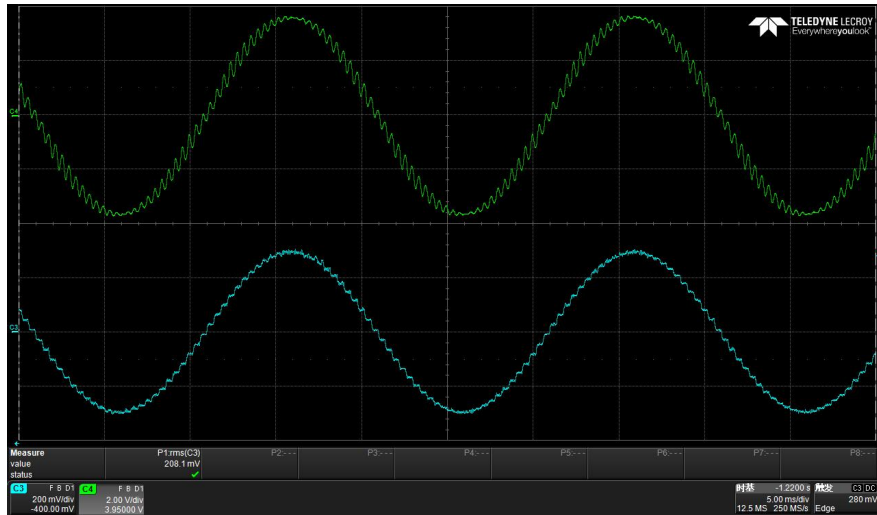 TELEDYNE LECROY
Everywhereyoulook
C4
C3
Measure P1:rms(C3) P2:--- P3:--- P4:--- P5:--- P6:--- P7:--- P8:---
value 208.1 mV
status
C3 F B D1 C4 F B D1 时基 -1.2200 s 触发 C3 DC
200 mV/div 2.00 V/div 5.00 ms/div 280 mV
-400.00 mV 3.95000 V 12.5 MS 250 MS/s Edge